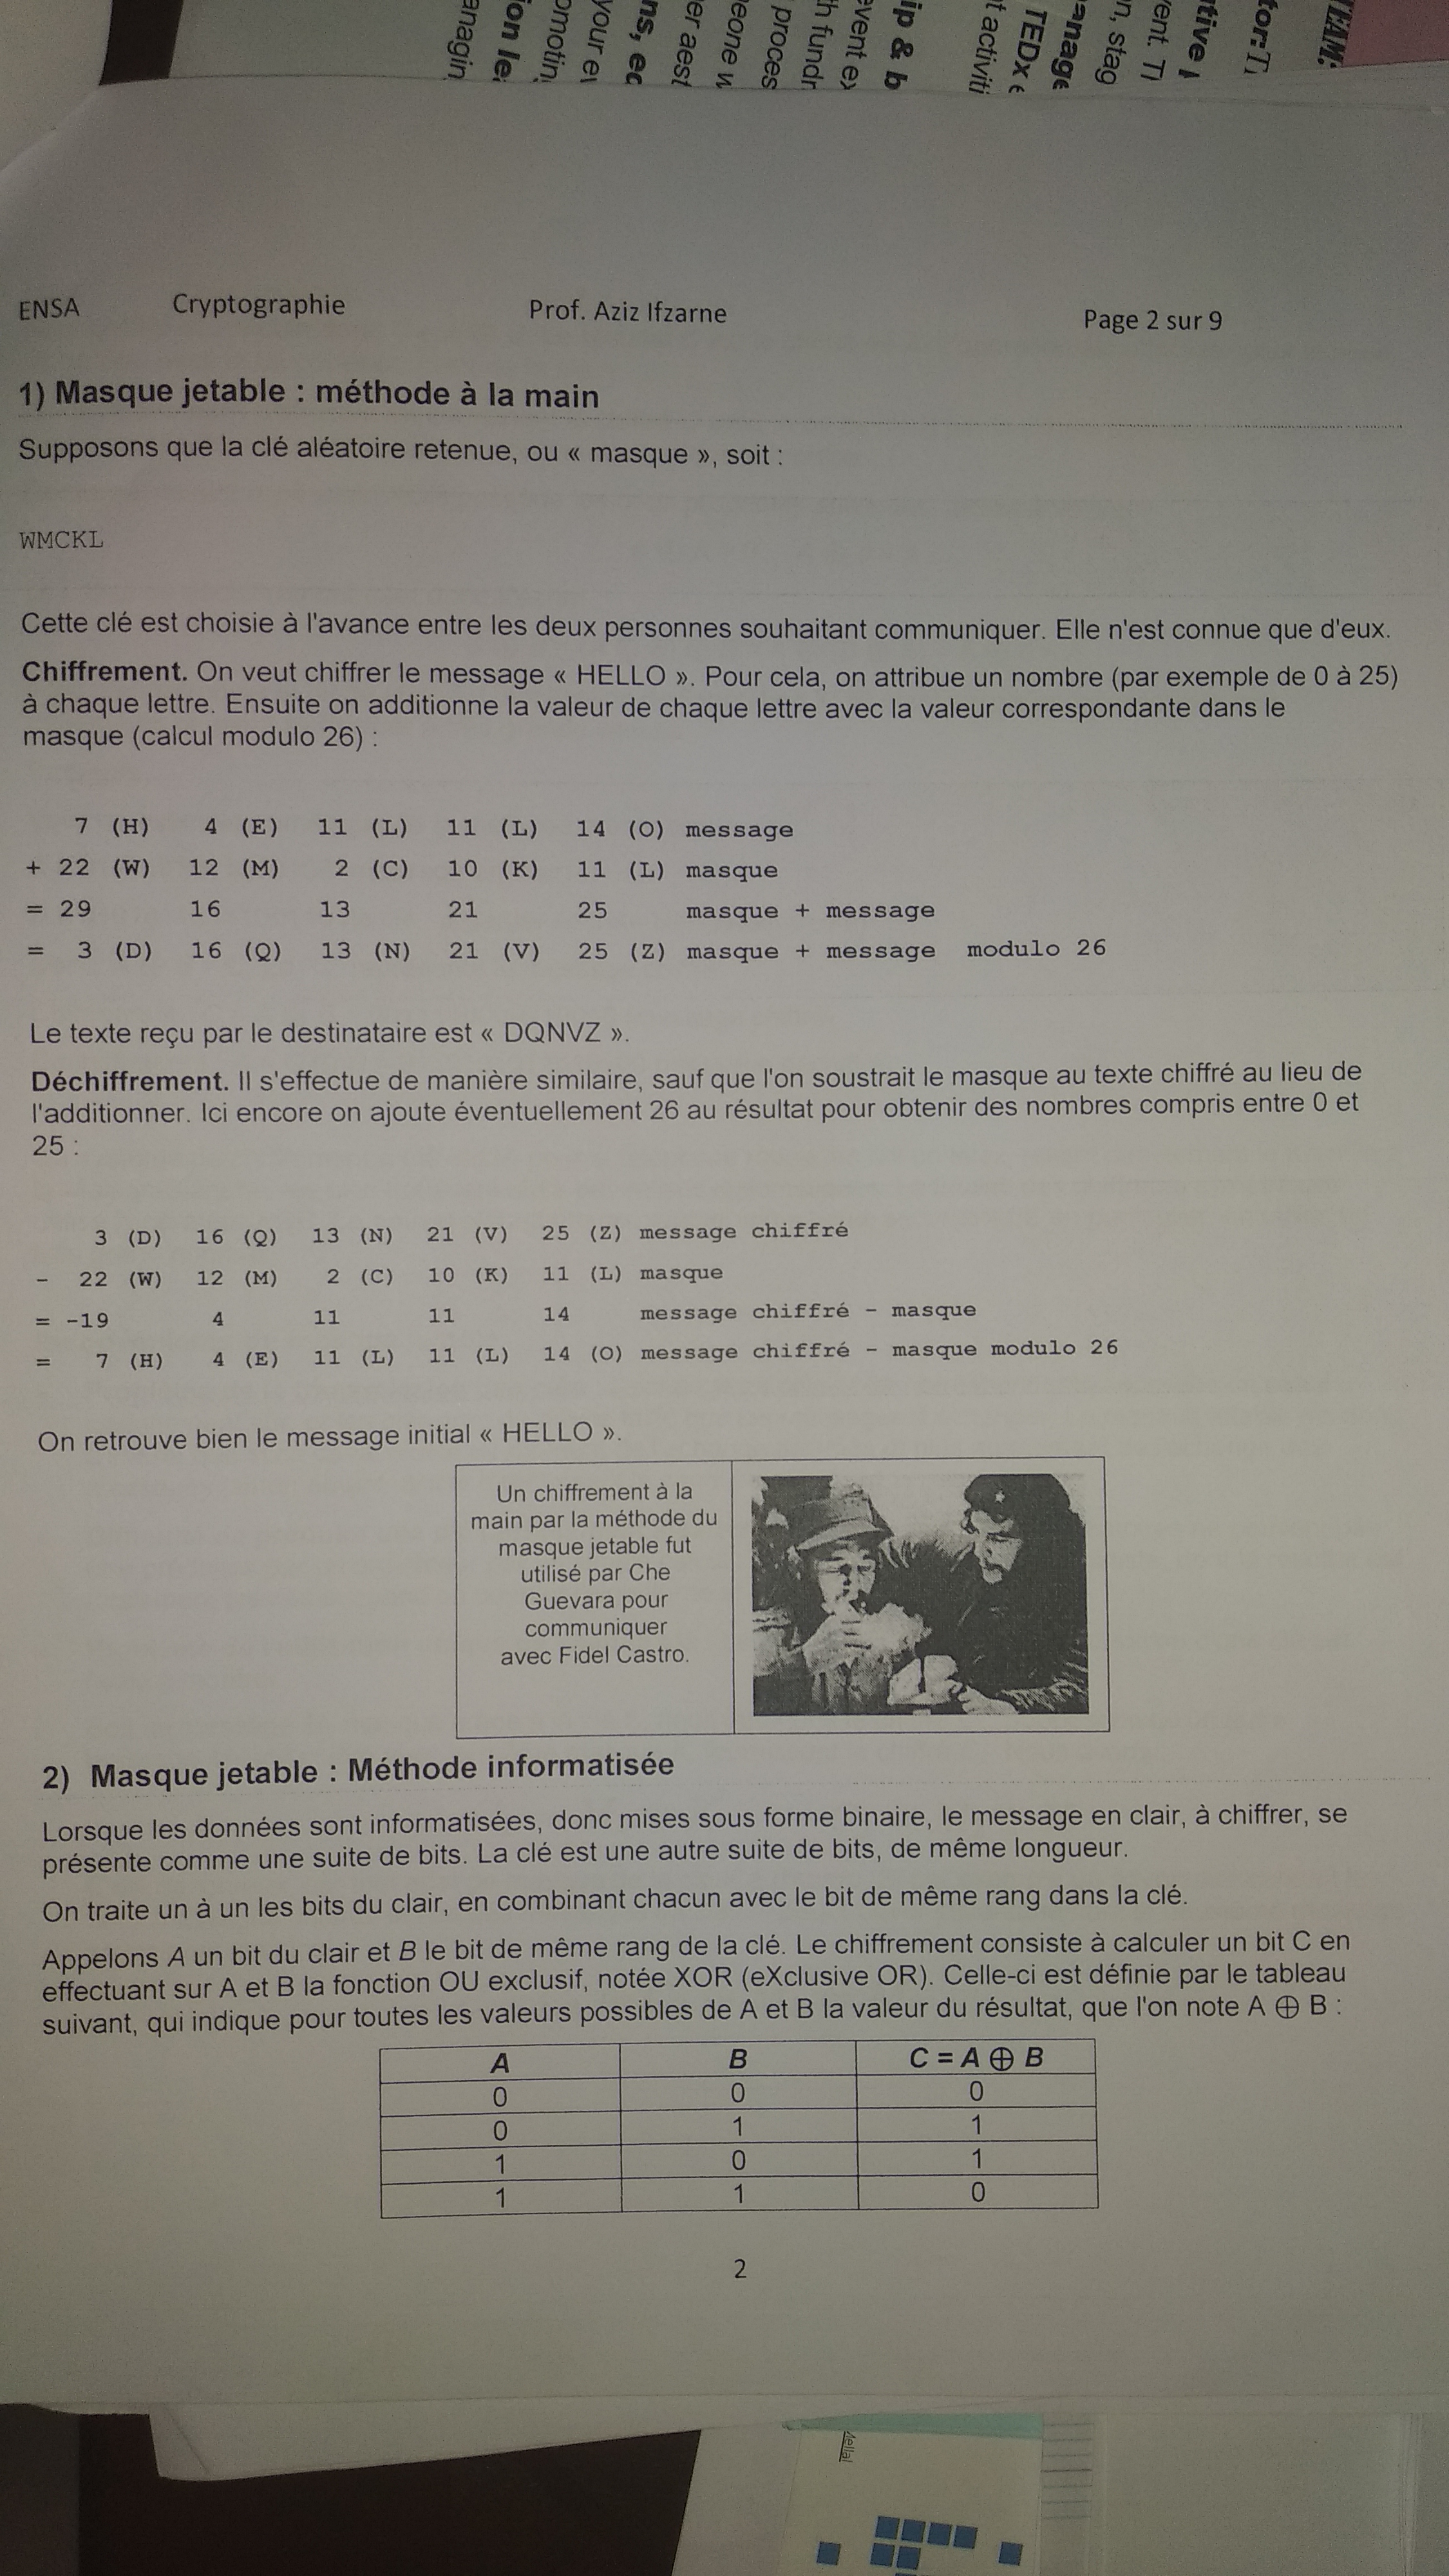 ENSA Cryptographie Prof. Aziz Ifzarne Page 2 sur 9
1) Masque jetable : méthode à la main
Supposons que la clé aléatoire retenue, ou « masque », soit :
WMCKL
Cette clé est choisie à l'avance entre les deux personnes souhaitant communiquer. Elle n'est connue que d'eux.
Chiffrement. On veut chiffrer le message « HELLO ». Pour cela, on attribue un nombre (par exemple de 0 à 25)
à chaque lettre. Ensuite on additionne la valeur de chaque lettre avec la valeur correspondante dans le
masque (calcul modulo 26) :
7 (H) 4 (E) 11 (L) 11 (L) 14 (O) message
+ 22 (W) 12 (M) 2 (C) 10 (K) 11 (L) masque
= 29 16 13 21 25 masque + message
= 3 (D) 16 (Q) 13 (N) 21 (V) 25 (Z) masque + message modulo 26
Le texte reçu par le destinataire est « DQNVZ ».
Déchiffrement. Il s'effectue de manière similaire, sauf que l'on soustrait le masque au texte chiffré au lieu de
l'additionner. Ici encore on ajoute éventuellement 26 au résultat pour obtenir des nombres compris entre 0 et
25 :
3 (D) 16 (Q) 13 (N) 21 (V) 25 (Z) message chiffré
- 22 (W) 12 (M) 2 (C) 10 (K) 11 (L) masque
= -19 4 11 11 14 message chiffré - masque
= 7 (H) 4 (E) 11 (L) 11 (L) 14 (O) message chiffré - masque modulo 26
On retrouve bien le message initial « HELLO ».
Un chiffrement à la
main par la méthode du
masque jetable fut
utilisé par Che
Guevara pour
communiquer
avec Fidel Castro.
2) Masque jetable : Méthode informatisée
Lorsque les données sont informatisées, donc mises sous forme binaire, le message en clair, à chiffrer, se
présente comme une suite de bits. La clé est une autre suite de bits, de même longueur.
On traite un à un les bits du clair, en combinant chacun avec le bit de même rang dans la clé.
Appelons A un bit du clair et B le bit de même rang de la clé. Le chiffrement consiste à calculer un bit C en
effectuant sur A et B la fonction OU exclusif, notée XOR (eXclusive OR). Celle-ci est définie par le tableau
suivant, qui indique pour toutes les valeurs possibles de A et B la valeur du résultat, que l'on note A ⊕ B :
A B C = A ⊕ B
0 0 0
0 1 1
1 0 1
1 1 0
2